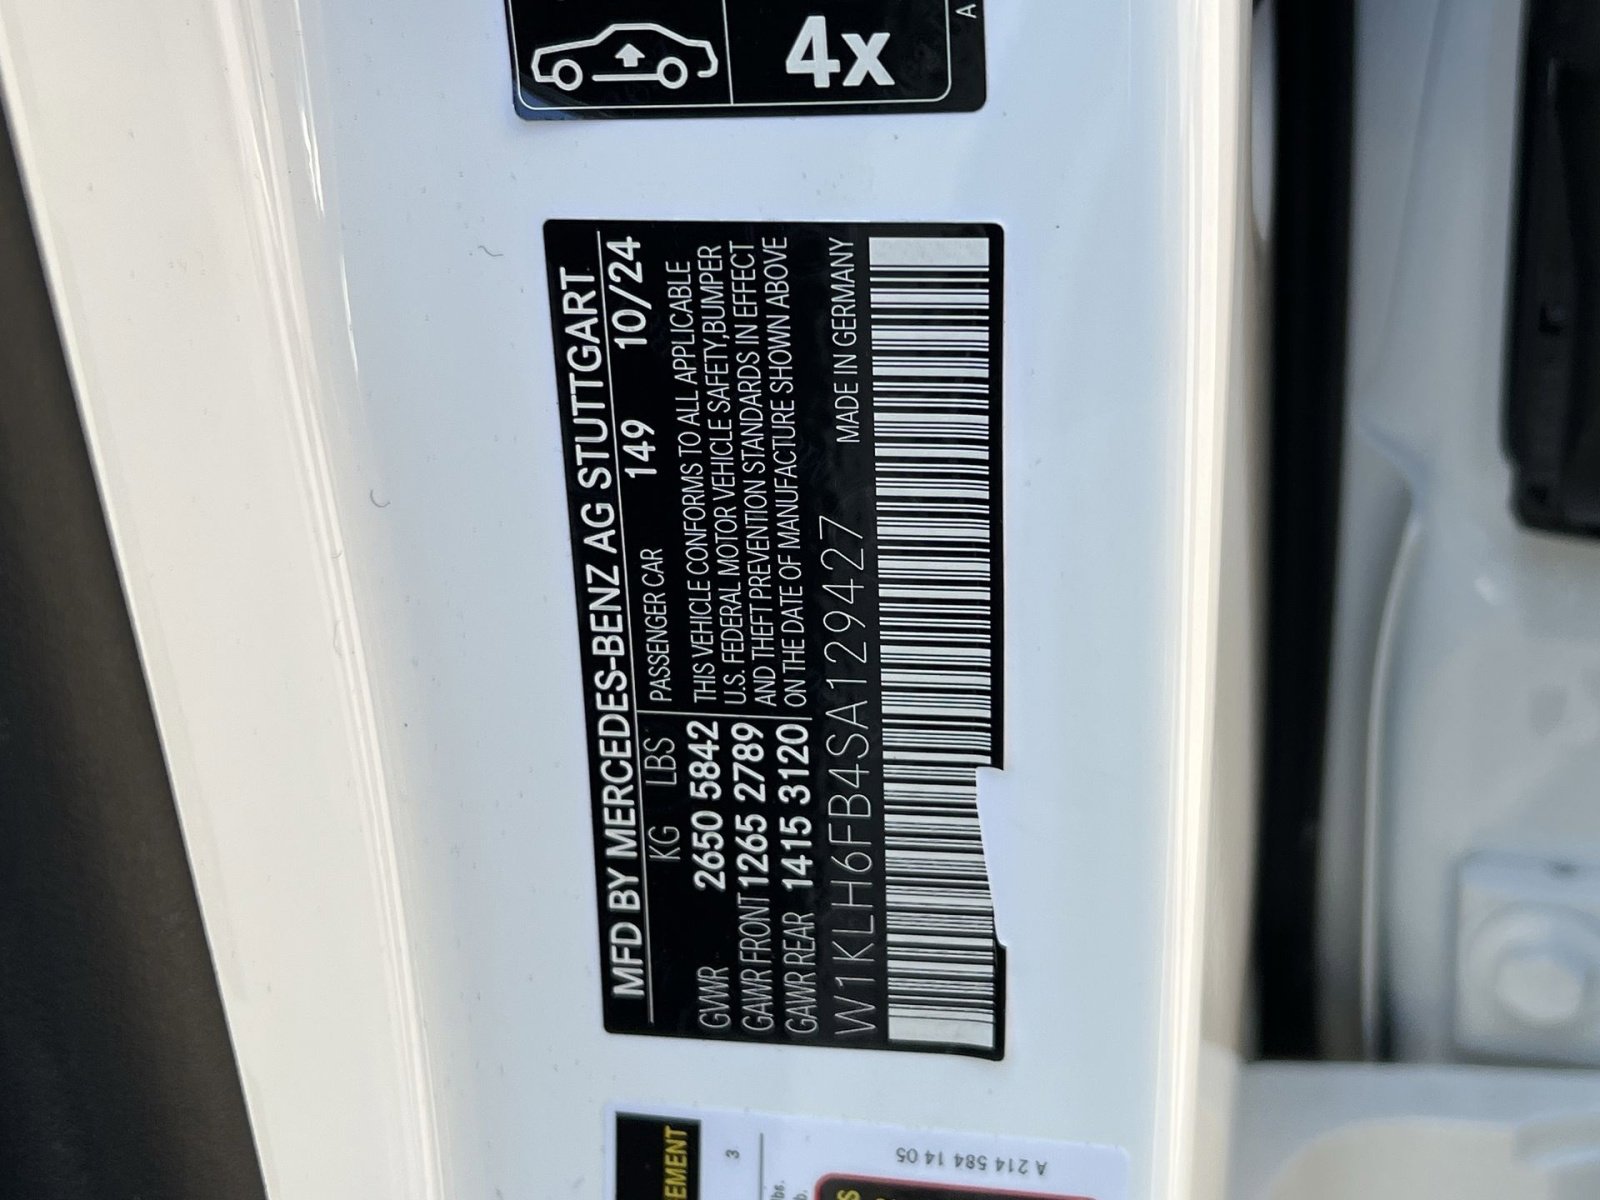 4x
A
MFD BY MERCEDES-BENZ AG STUTTGART
KG LBS PASSENGER CAR 149 10/24
GVWR 2650 5842 THIS VEHICLE CONFORMS TO ALL APPLICABLE
GAWR FRONT 1265 2789 U.S. FEDERAL MOTOR VEHICLE SAFETY,BUMPER
GAWR REAR 1415 3120 AND THEFT PREVENTION STANDARDS IN EFFECT
ON THE DATE OF MANUFACTURE SHOWN ABOVE
W1KLH6FB4SA129427 MADE IN GERMANY
EMENT
3
lbs.
A 214 584 14 05
S